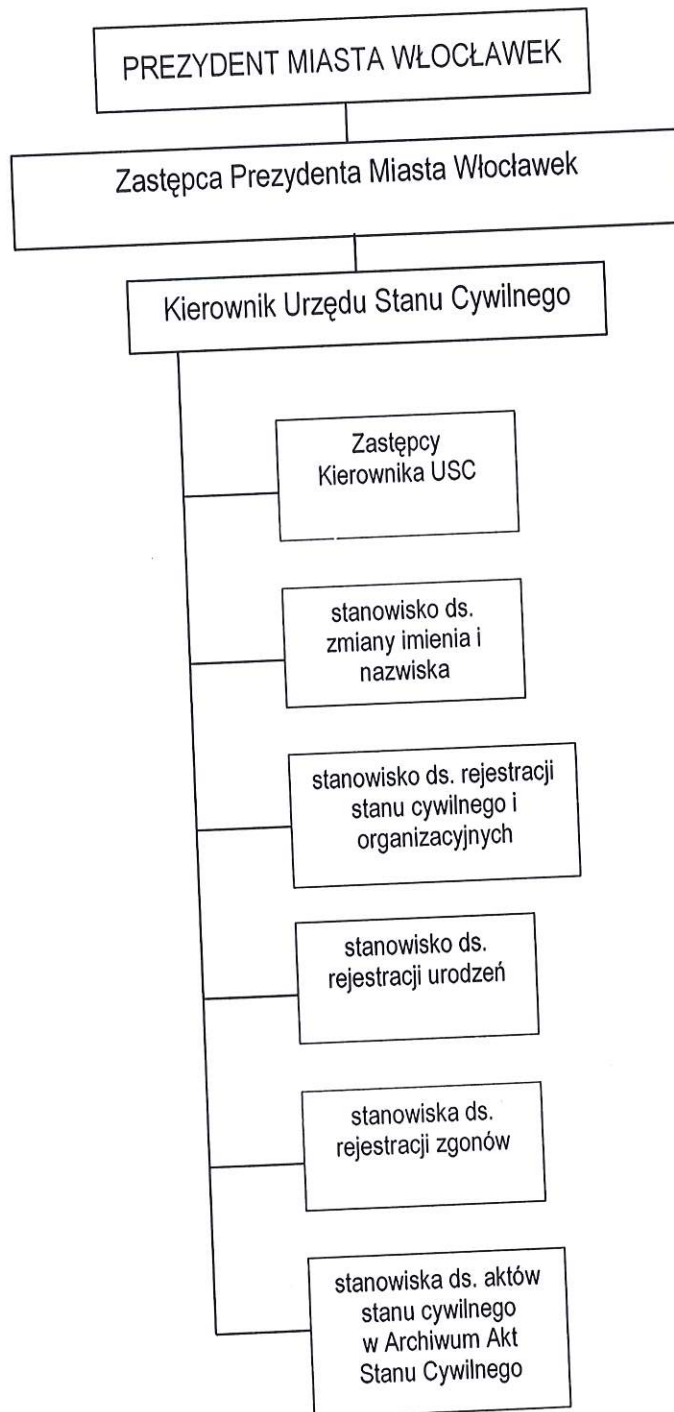 PREZYDENT MIASTA WŁOCŁAWEK
Zastępca Prezydenta Miasta Włocławek
Kierownik Urzędu Stanu Cywilnego
Zastępcy
Kierownika USC
stanowisko ds.
zmiany imienia i
nazwiska
stanowisko ds. rejestracji
stanu cywilnego i
organizacyjnych
stanowisko ds.
rejestracji urodzeń
stanowiska ds.
rejestracji zgonów
stanowiska ds. aktów
stanu cywilnego
w Archiwum Akt
Stanu Cywilnego